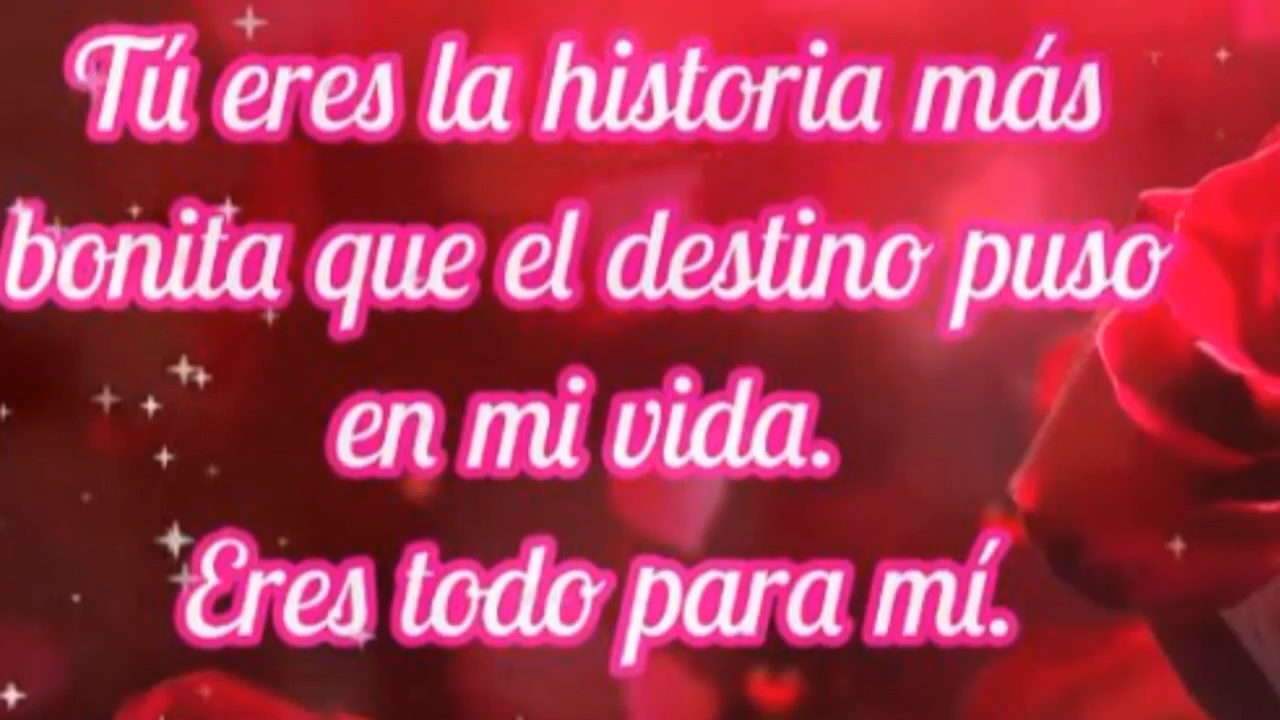 Tú eres la historia más
bonita que el destino puso
en mi vida.
Eres todo para mí.